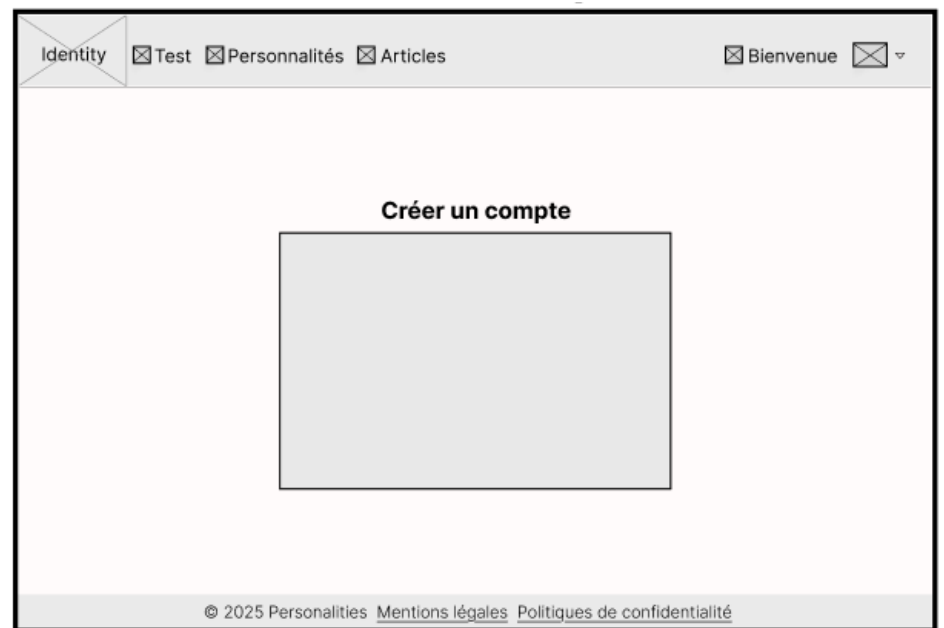 Identity Test Personnalités Articles Bienvenue
Créer un compte
© 2025 Personalities Mentions légales Politiques de confidentialité